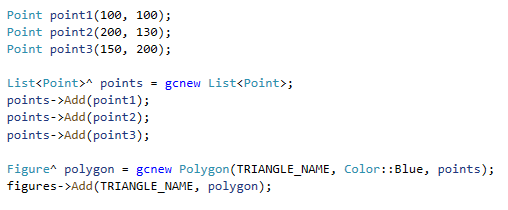 Point point1(100, 100);
Point point2(200, 130);
Point point3(150, 200);
List<Point>^ points = gcnew List<Point>;
points->Add(point1);
points->Add(point2);
points->Add(point3);
Figure^ polygon = gcnew Polygon(TRIANGLE_NAME, Color::Blue, points);
figures->Add(TRIANGLE_NAME, polygon);